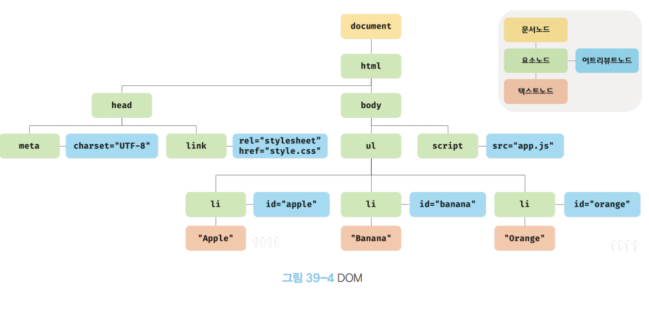 document
문서노드
html
요소노드
어트리뷰트노드
텍스트노드
head
body
meta
charset="UTF-8"
link
rel="stylesheet"
href="style.css"
ul
script
src="app.js"
li
id="apple"
li
id="banana"
li
id="orange"
"Apple"
"Banana"
"Orange"
그림 39-4 DOM